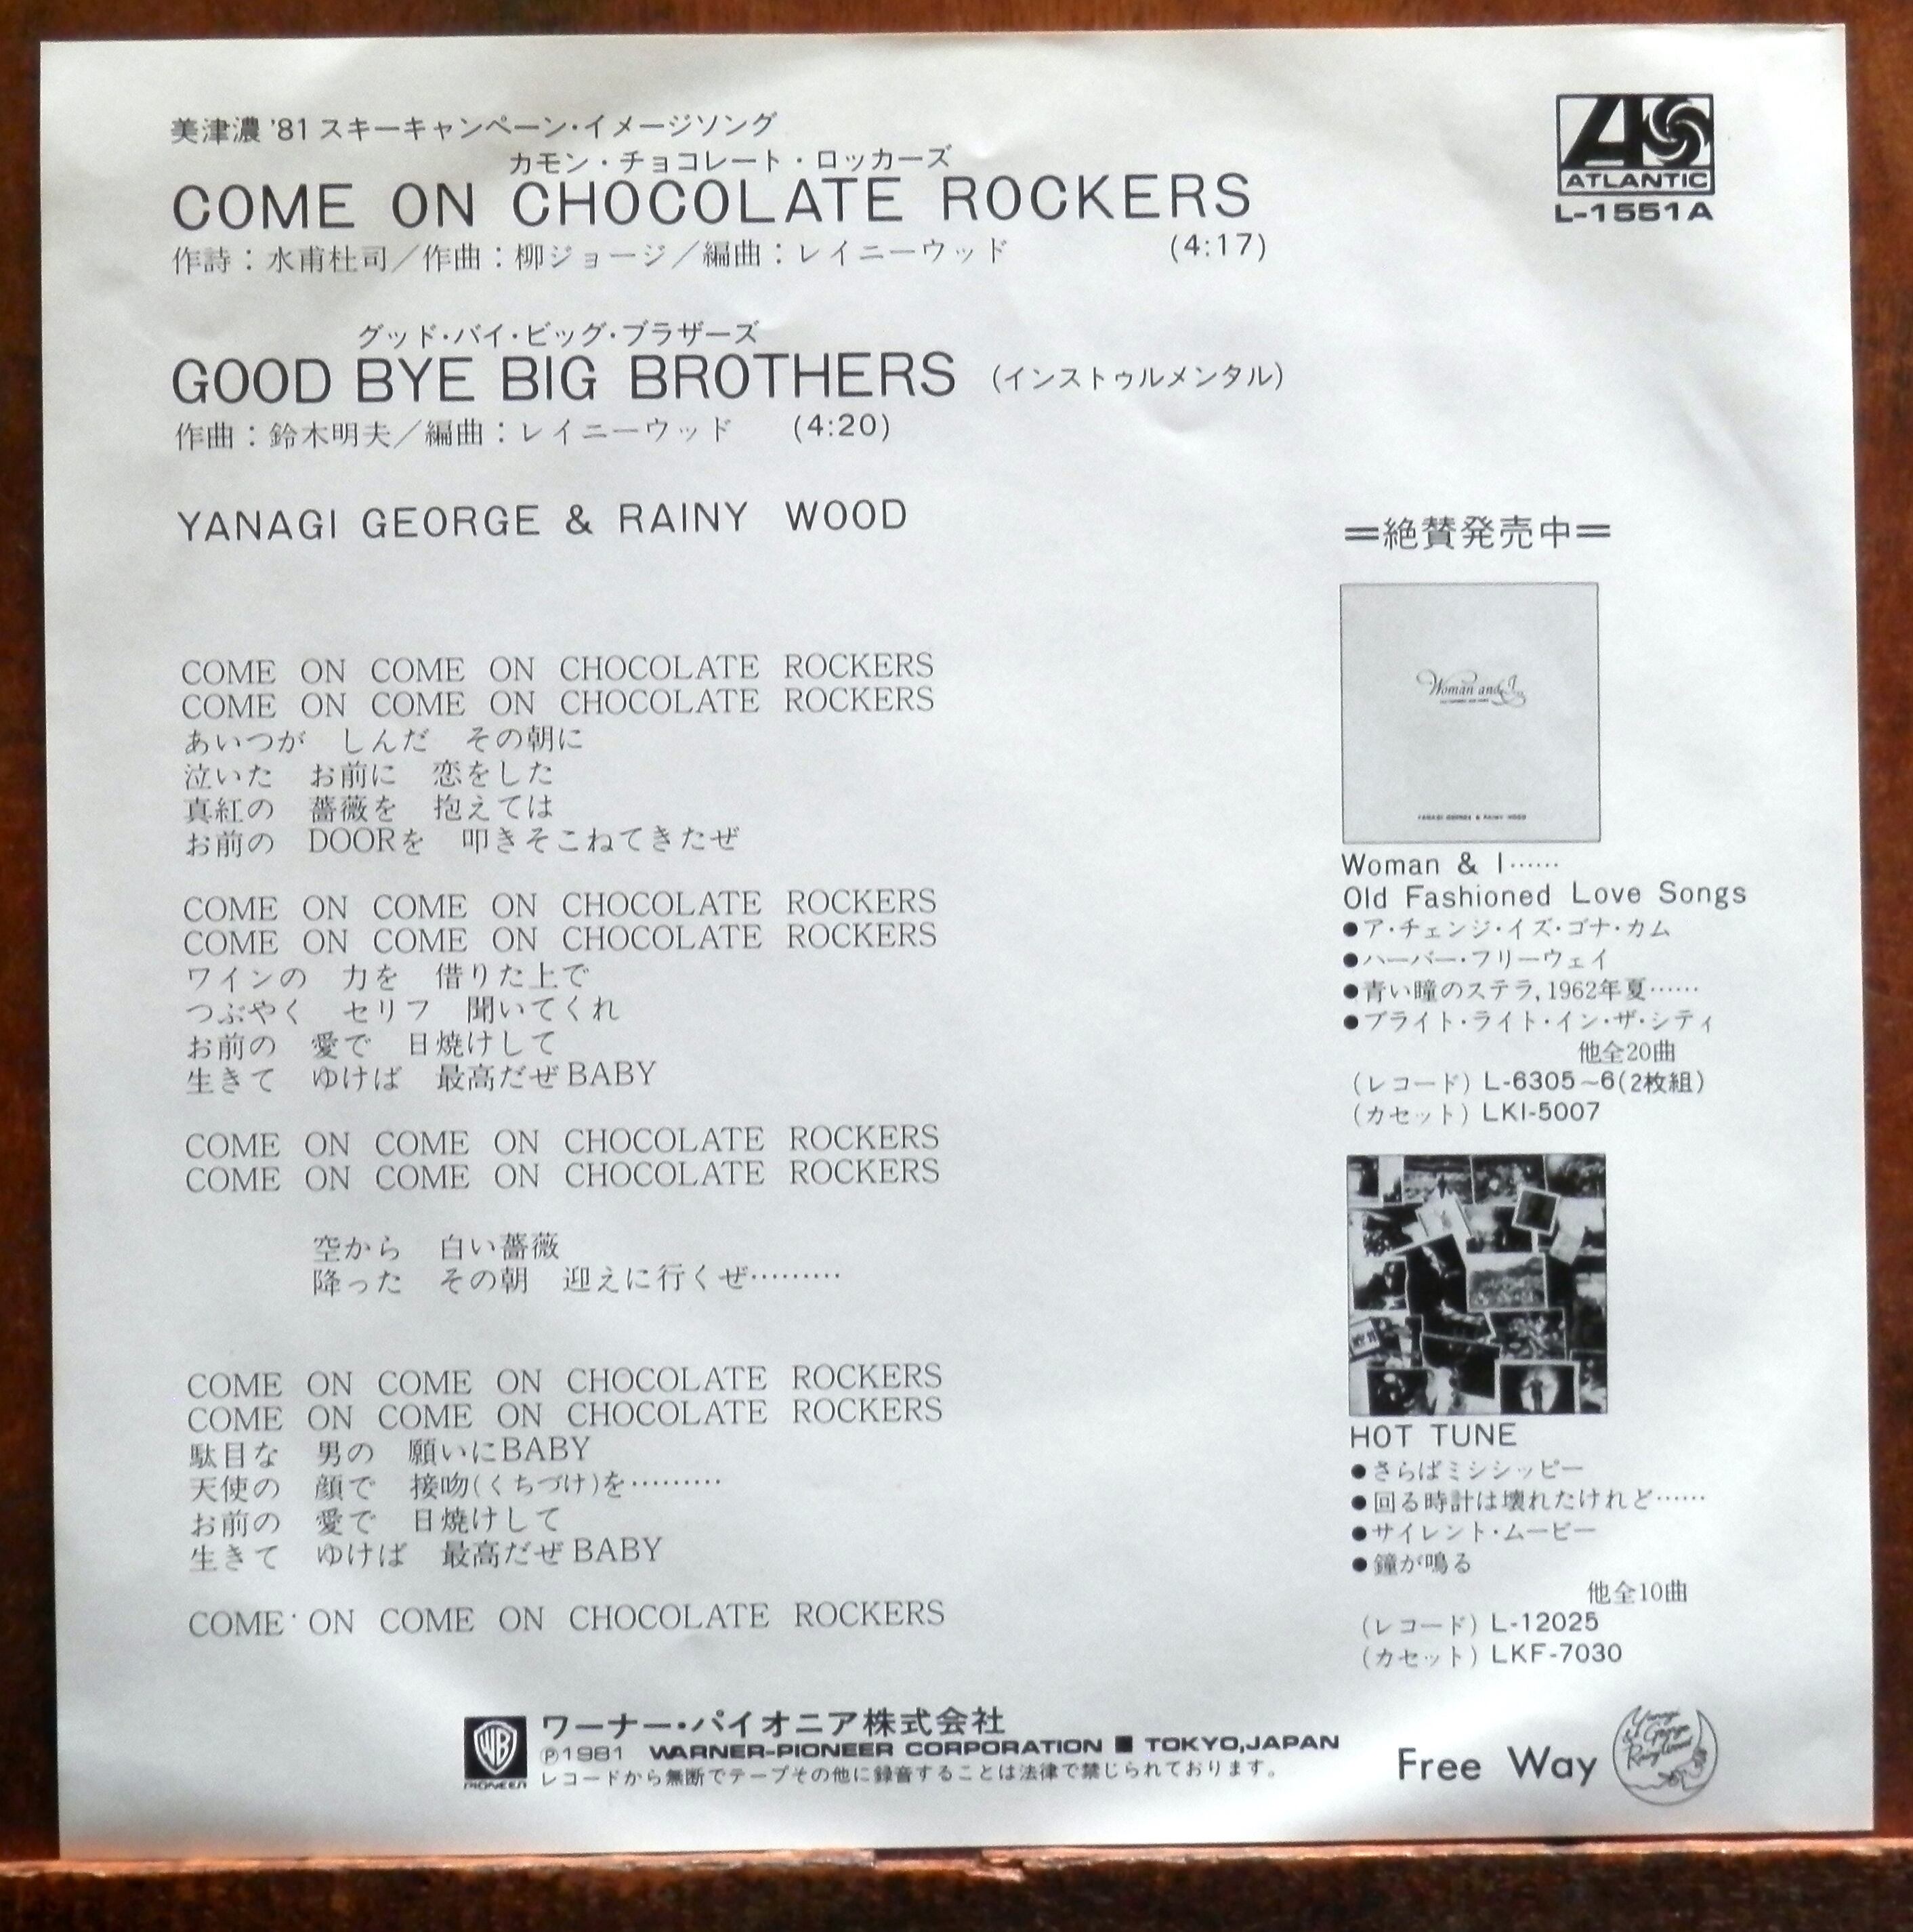 美津濃 '81 スキーキャンペーン・イメージソング
カモン・チョコレート・ロッカーズ
COME ON CHOCOLATE ROCKERS
作詩：水甫杜司／作曲：柳ジョージ／編曲：レイニーウッド (4:17)
グッド・バイ・ビッグ・ブラザーズ
GOOD BYE BIG BROTHERS (インストゥルメンタル)
作曲：鈴木明夫／編曲：レイニーウッド (4:20)
YANAGI GEORGE & RAINY WOOD
COME ON COME ON CHOCOLATE ROCKERS
COME ON COME ON CHOCOLATE ROCKERS
あいつが しんだ その朝に
泣いた お前に 恋をした
真紅の 薔薇を 抱えては
お前の DOORを 叩きそこねてきたぜ
COME ON COME ON CHOCOLATE ROCKERS
COME ON COME ON CHOCOLATE ROCKERS
ワインの 力を 借りた上で
つぶやく セリフ 聞いてくれ
お前の 愛で 日焼けして
生きて ゆけば 最高だぜBABY
COME ON COME ON CHOCOLATE ROCKERS
COME ON COME ON CHOCOLATE ROCKERS
空から 白い薔薇
降った その朝 迎えに行くぜ………
COME ON COME ON CHOCOLATE ROCKERS
COME ON COME ON CHOCOLATE ROCKERS
駄目な 男の 願いにBABY
天使の 顔で 接吻(くちづけ)を………
お前の 愛で 日焼けして
生きて ゆけば 最高だぜBABY
COME ON COME ON CHOCOLATE ROCKERS
ATLANTIC
L-1551A
＝絶賛発売中＝
Woman and I...
YANAGI GEORGE & RAINY WOOD
Woman & I……
Old Fashioned Love Songs
●ア・チェンジ・イズ・ゴナ・カム
●ハーバー・フリーウェイ
●青い瞳のステラ,1962年夏……
●ブライト・ライト・イン・ザ・シティ
他全20曲
(レコード) L-6305~6(2枚組)
(カセット) LKI-5007
HOT TUNE
●さらばミシシッピー
●回る時計は壊れたけれど……
●サイレント・ムービー
●鐘が鳴る
他全10曲
(レコード) L-12025
(カセット) LKF-7030
WB
PIONEER
ワーナー・パイオニア株式会社
Ⓟ1981 WARNER-PIONEER CORPORATION ■ TOKYO,JAPAN
レコードから無断でテープその他に録音することは法律で禁じられております。
Free Way
Yanagi George & Rainy Wood